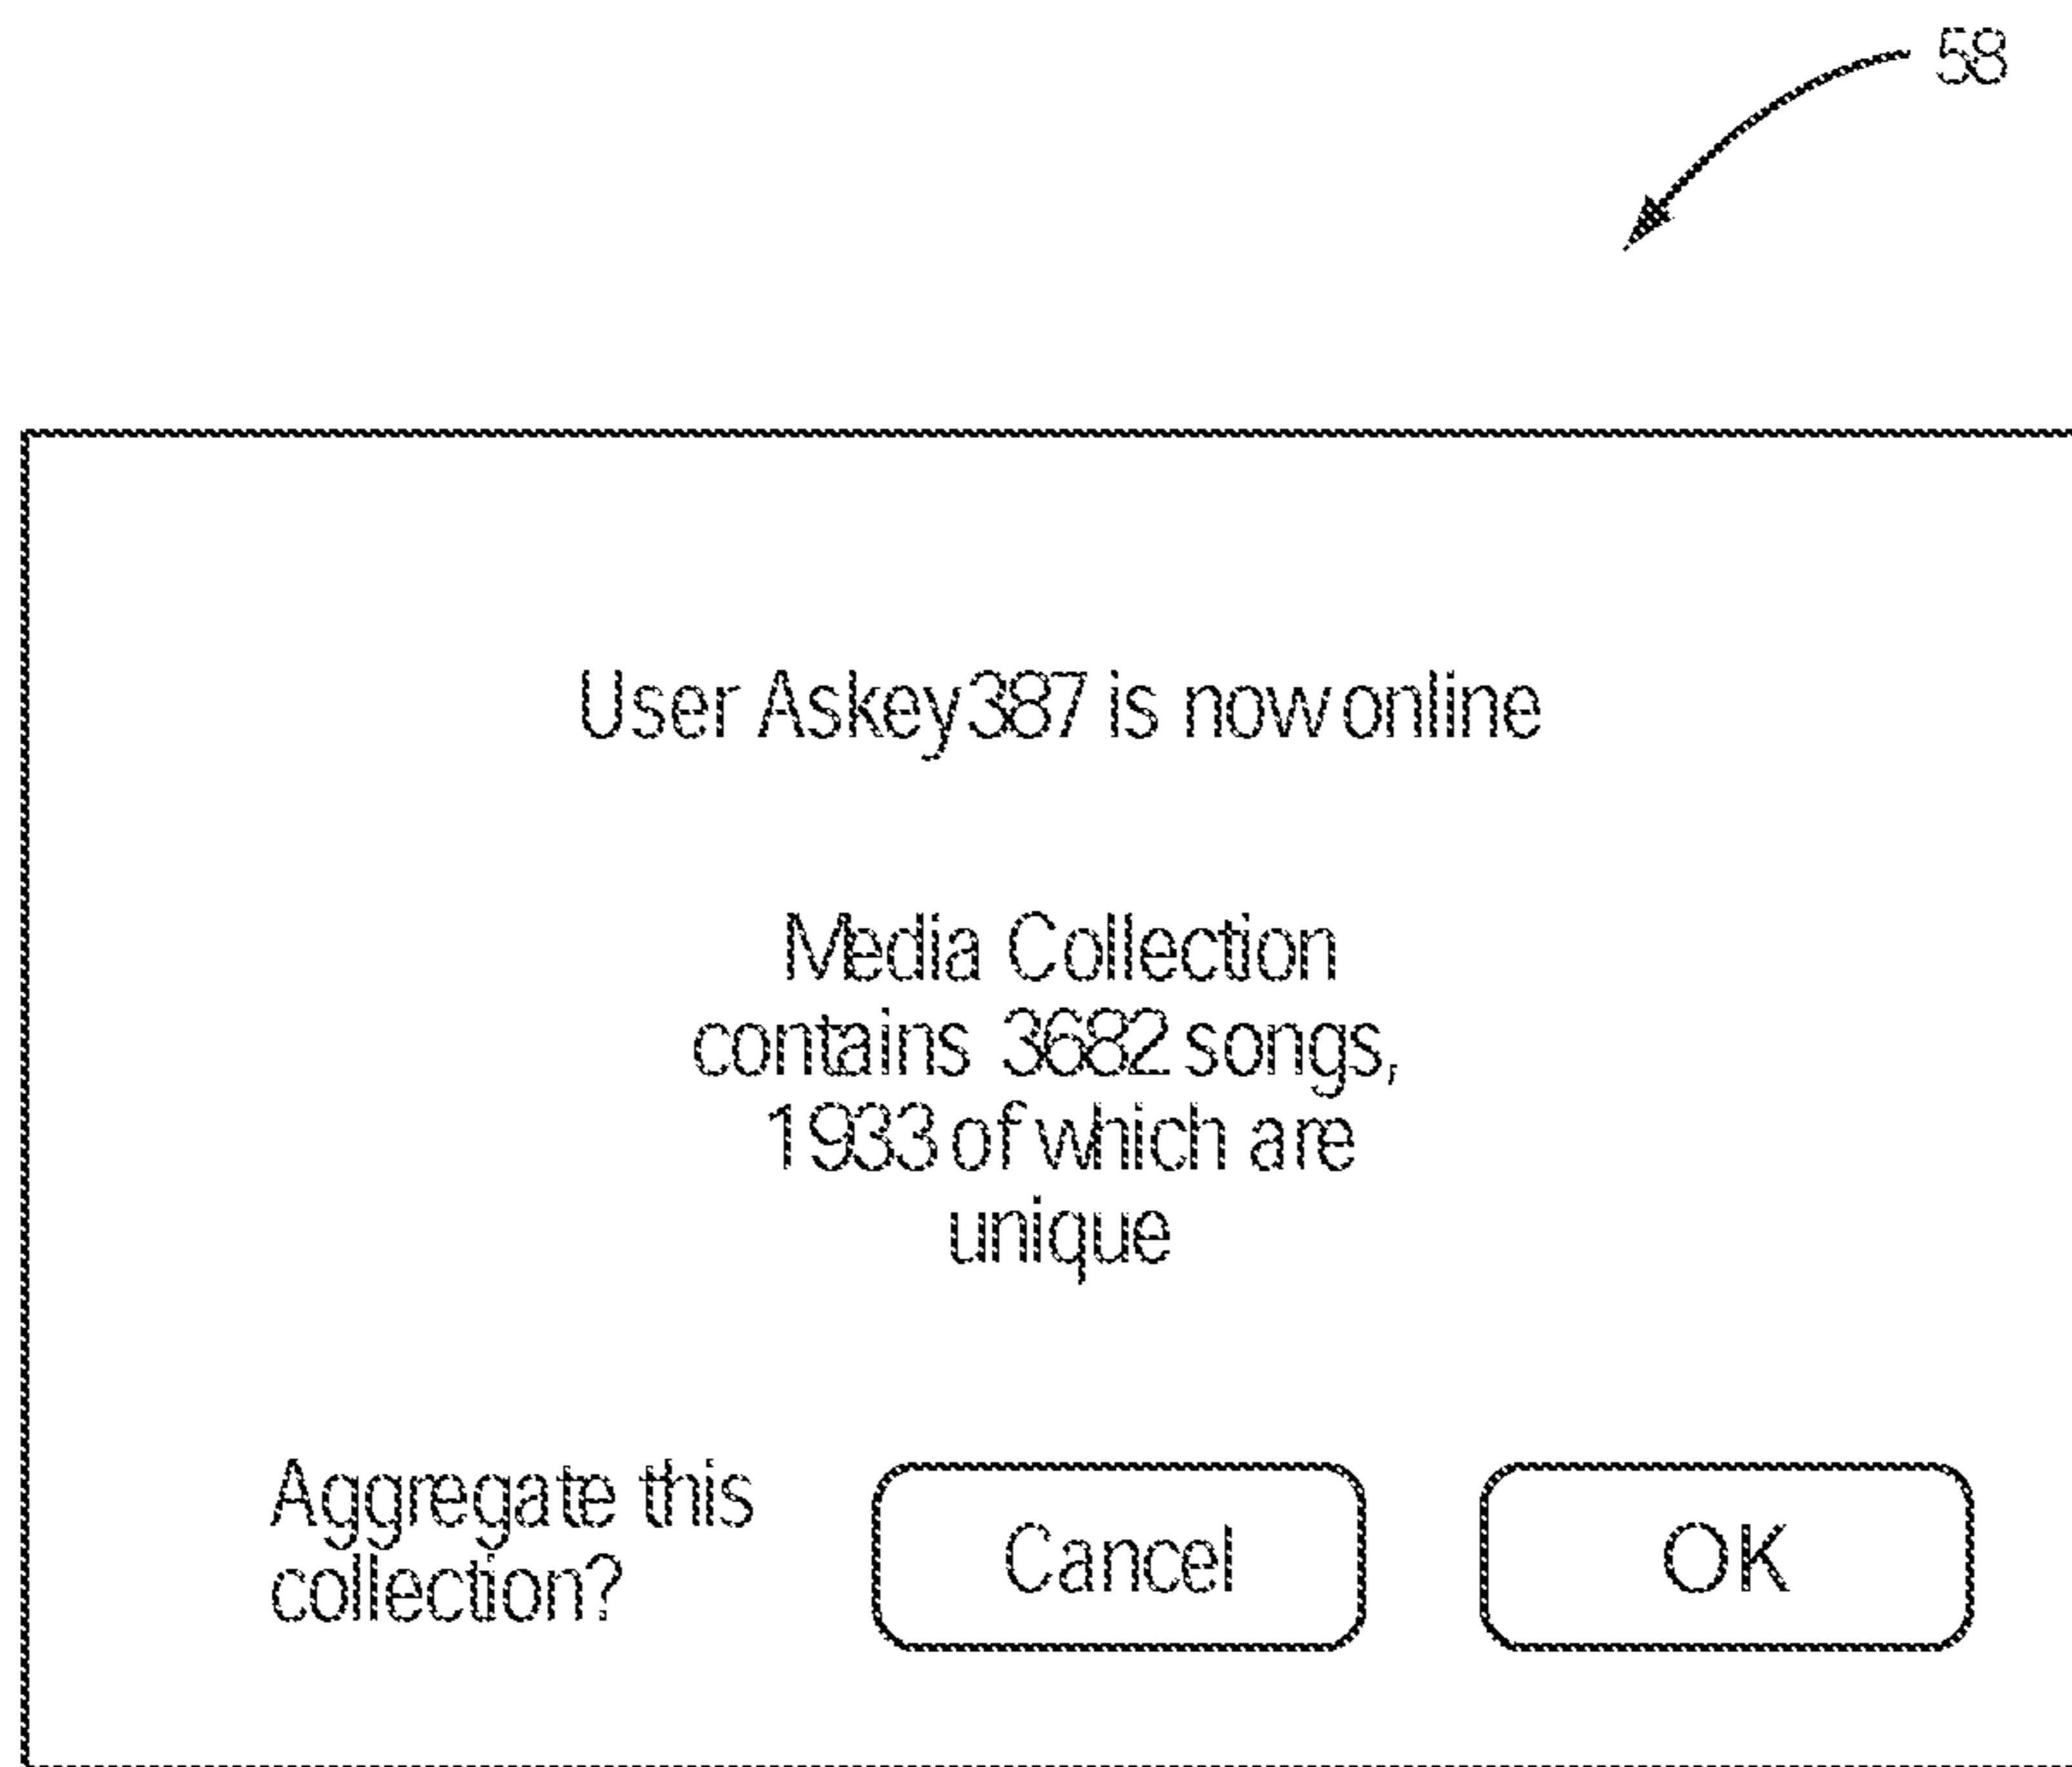 58
User Askey387 is now online
Media Collection
contains 3682 songs,
1933 of which are
unique
Aggregate this
collection?
Cancel
OK